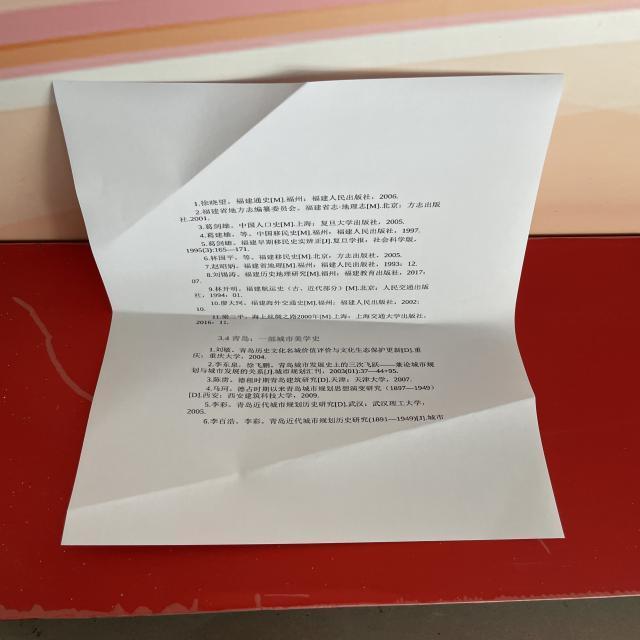 1.徐晓望。福建通史[M].福州：福建人民出版社，2006.
2.福建省地方志编纂委员会。福建省志·地理志[M].北京：方志出版
社.2001.
3.葛剑雄。中国人口史[M].上海：复旦大学出版社，2005.
4.葛建雄，等。中国移民史[M].福州：福建人民出版社，1997.
5.葛剑雄。福建早期移民史实辨正[J].复旦学报：社会科学版，
1995(3):165—171.
6.林国平，等。福建移民史[M].北京：方志出版社，2005.
7.赵昭昞。福建省地理[M].福州：福建人民出版社，1993：12.
8.刘锡涛。福建历史地理研究[M].福州：福建教育出版社，2017：
07.
9.林开明。福建航运史（古、近代部分）[M].北京：人民交通出版
社，1994：01.
10.廖大珂。福建海外交通史[M].福州：福建人民出版社，2002：
10.
11.梁二平。海上丝绸之路2000年[M].上海：上海交通大学出版社，
2016：11.
3.4 青岛：一部城市美学史
1.刘敏。青岛历史文化名城价值评价与文化生态保护更新[D].重
庆：重庆大学，2004.
2.李东泉，徐飞鹏。青岛城市发展史上的三次飞跃——兼论城市规
划与城市发展的关系[J].城市规划汇刊，2003(01):37—44+95.
3.陈雳。德租时期青岛建筑研究[D].天津：天津大学，2007.
4.马珂。德占时期以来青岛城市规划思想演变研究（1897—1949）
[D].西安：西安建筑科技大学，2009.
5.李彩。青岛近代城市规划历史研究[D].武汉：武汉理工大学，
2005.
6.李百浩，李彩。青岛近代城市规划历史研究(1891—1949)[J].城市